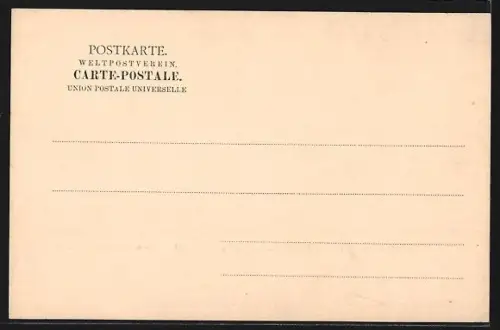 POSTKARTE.
WELTPOSTVEREIN.
CARTE-POSTALE.
UNION POSTALE UNIVERSELLE